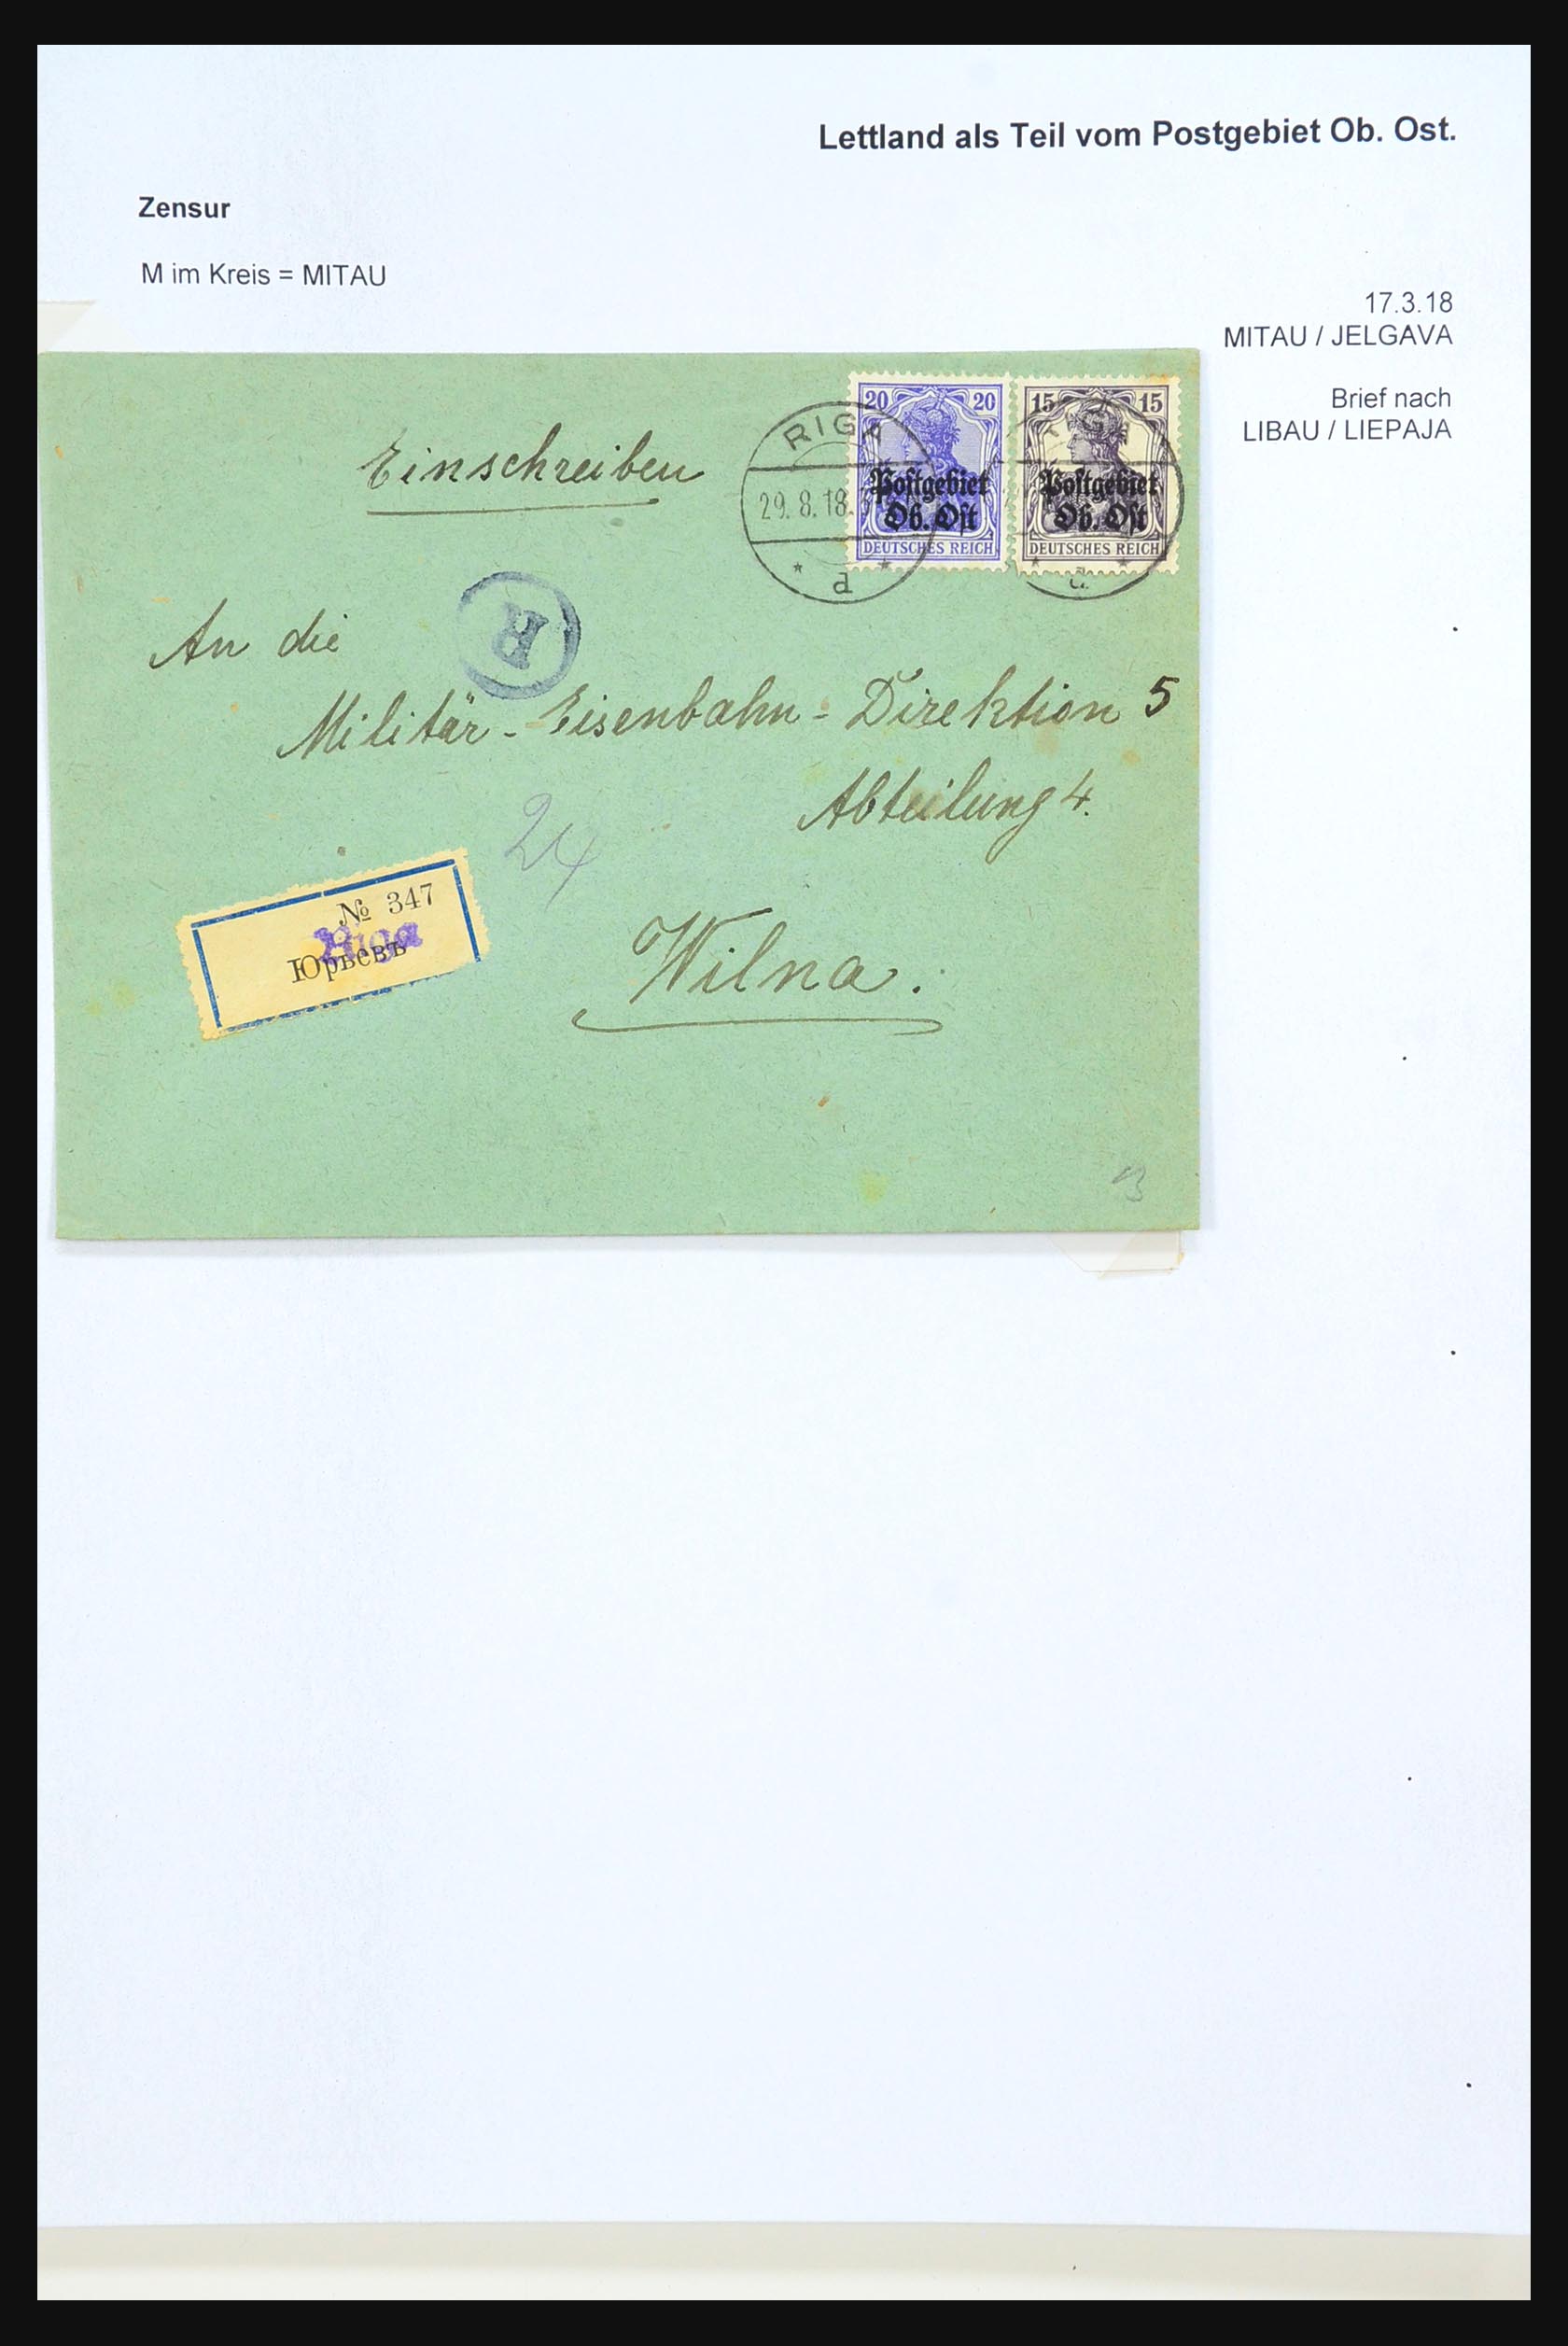 Lettland als Teil vom Postgebiet Ob. Ost.
Zensur
M im Kreis = MITAU
17.3.18
MITAU / JELGAVA
Brief nach
LIBAU / LIEPAJA
20 20
Postgebiet
Ob. Ost
DEUTSCHES REICH
15 15
Postgebiet
Ob. Ost
DEUTSCHES REICH
RIGA
29.8.18.
* d *
Einschreiben
R
An die
Militär-Eisenbahn-Direktion 5
Abteilung 4.
24
№ 347
Riga
Юрьевъ
Wilna.